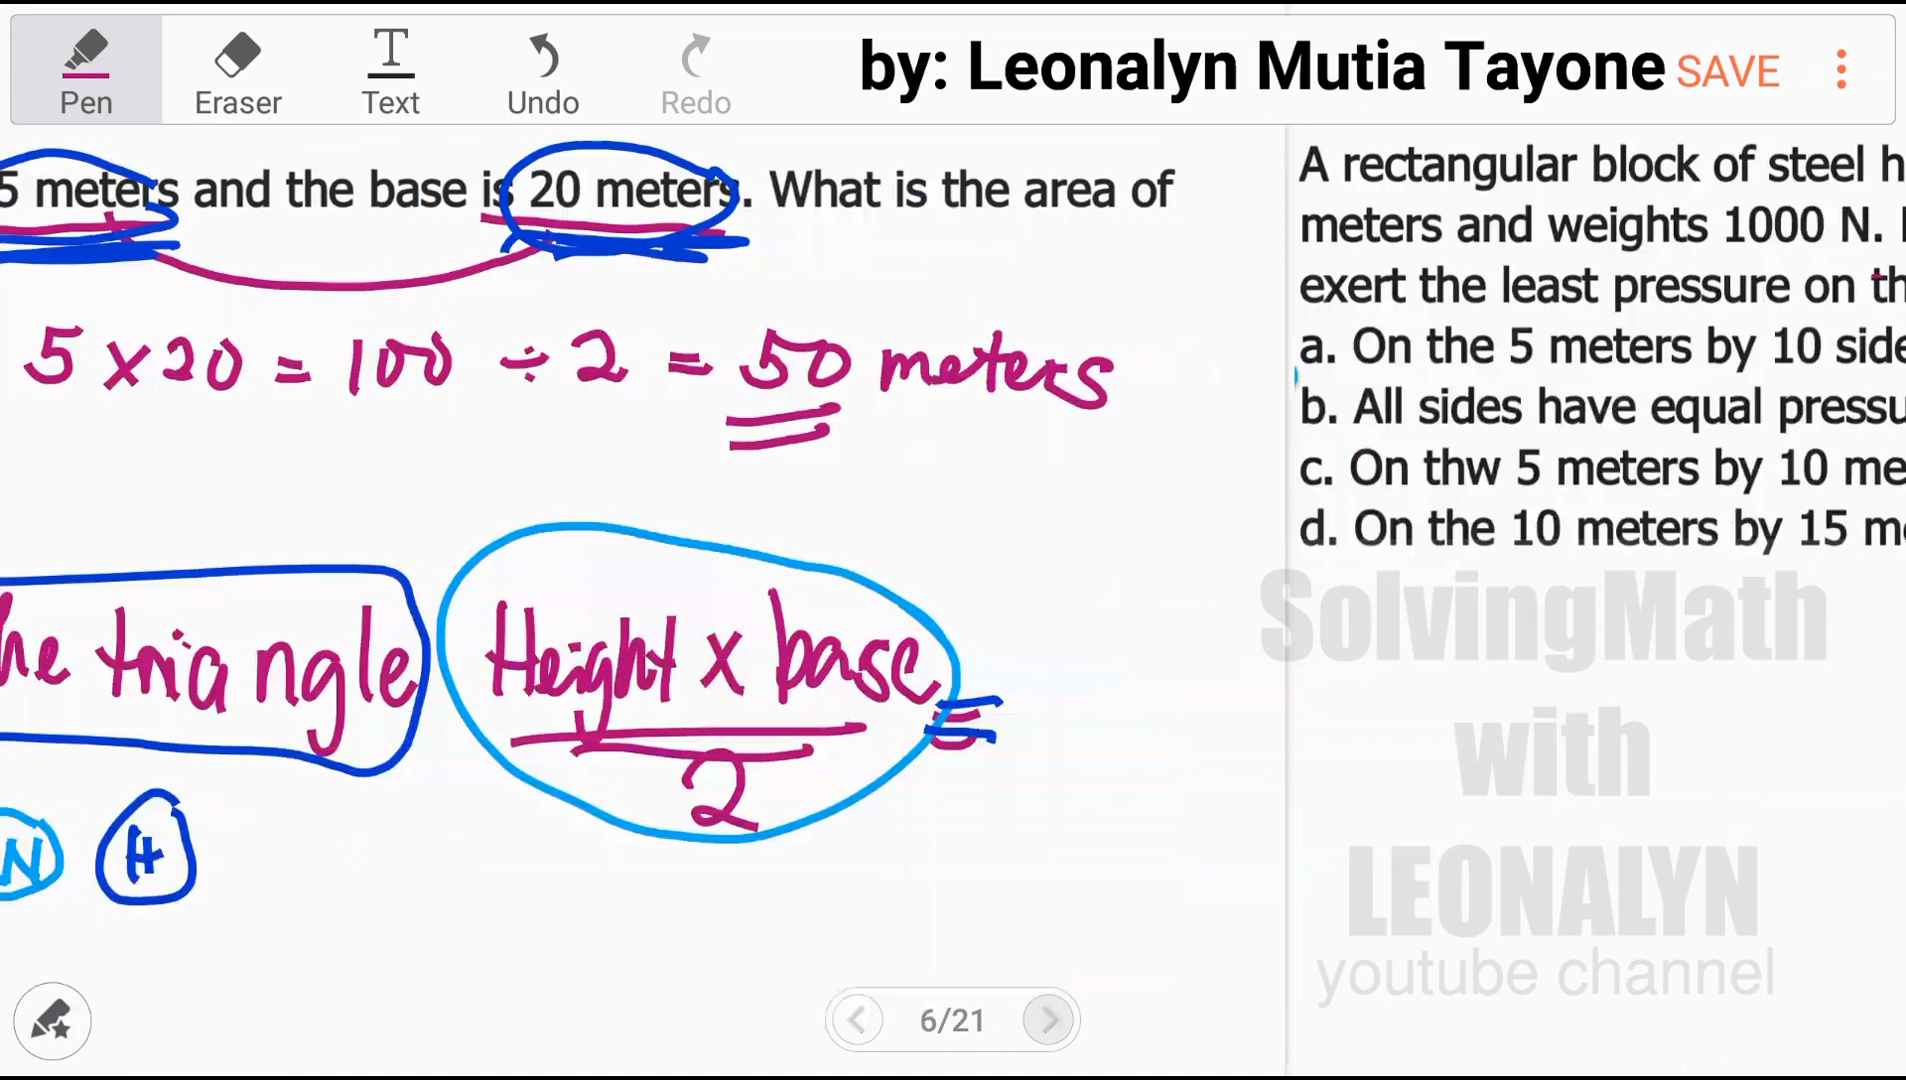 Pen
Eraser
Text
Undo
Redo
by: Leonalyn Mutia Tayone
SAVE
5 meters and the base is 20 meters. What is the area of
5 x 20 = 100 ÷ 2 = 50 meters
he triangle
Height x base =
2
N
H
6/21
A rectangular block of steel h
meters and weights 1000 N.
exert the least pressure on th
a. On the 5 meters by 10 side
b. All sides have equal pressu
c. On thw 5 meters by 10 me
d. On the 10 meters by 15 m
SolvingMath
with
LEONALYN
youtube channel